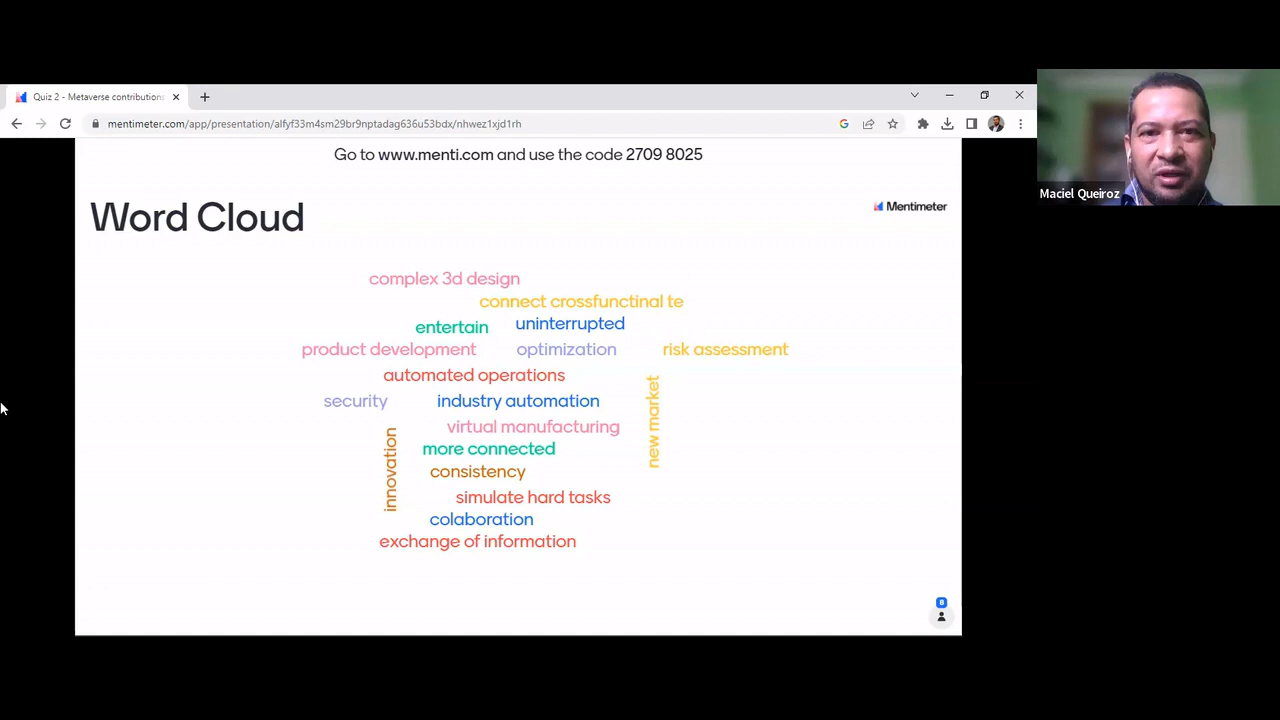 Quiz 2 - Metaverse contributions
mentimeter.com/app/presentation/alfyf33m4sm29br9nptadag636u53bdx/nhwez1xjd1rh
Go to www.menti.com and use the code 2709 8025
Maciel Queiroz
Word Cloud
Mentimeter
complex 3d design
connect crossfunctinal te
entertain
uninterrupted
product development
optimization
risk assessment
automated operations
new market
security
industry automation
virtual manufacturing
innovation
more connected
consistency
simulate hard tasks
colaboration
exchange of information
8